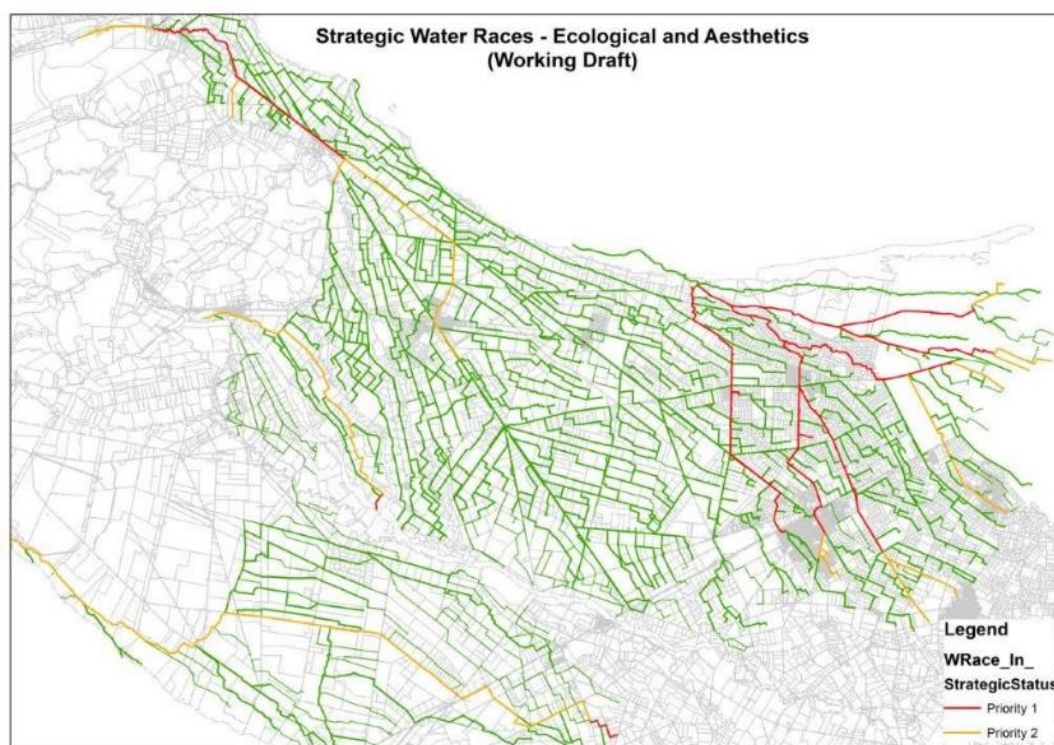 Strategic Water Races - Ecological and Aesthetics
(Working Draft)
Legend
WRace_In_
StrategicStatus
Priority 1
Priority 2